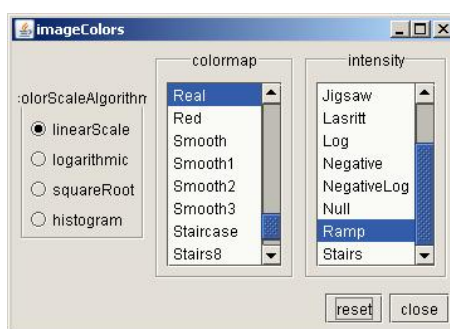 imageColors
:olorScaleAlgorithm
linearScale
logarithmic
squareRoot
histogram
colormap
Real
Red
Smooth
Smooth1
Smooth2
Smooth3
Staircase
Stairs8
intensity
Jigsaw
Lasritt
Log
Negative
NegativeLog
Null
Ramp
Stairs
reset
close